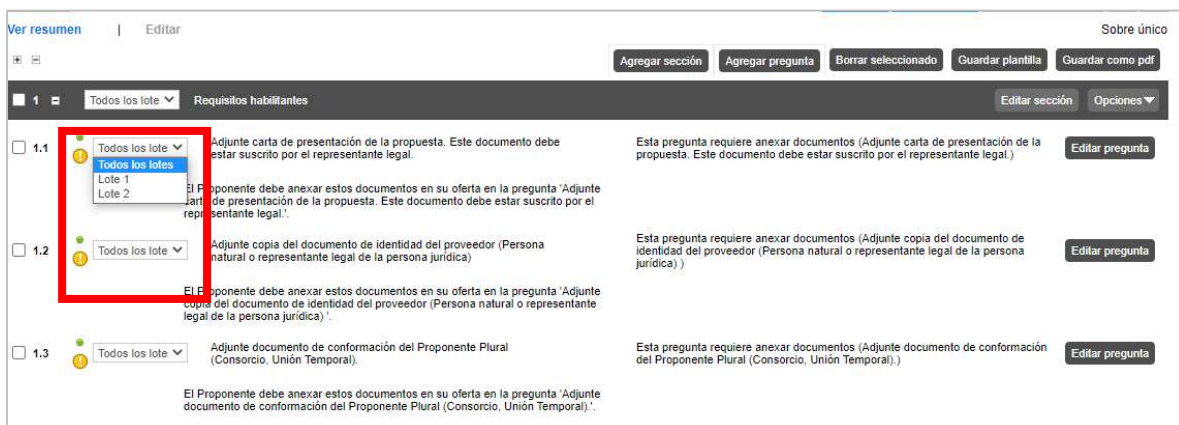 Ver resumen | Editar Sobre único
Agregar sección Agregar pregunta Borrar seleccionado Guardar plantilla Guardar como pdf
1 Todos los lote Requisitos habilitantes Editar sección Opciones
1.1 Todos los lote Adjunte carta de presentación de la propuesta. Este documento debe Esta pregunta requiere anexar documentos (Adjunte carta de presentación de la Editar pregunta
estar suscrito por el representante legal. propuesta. Este documento debe estar suscrito por el representante legal.)
Todos los lotes
Lote 1
Lote 2
El Proponente debe anexar estos documentos en su oferta en la pregunta 'Adjunte
carta de presentación de la propuesta. Este documento debe estar suscrito por el
representante legal.'.
1.2 Todos los lote Adjunte copia del documento de identidad del proveedor (Persona Esta pregunta requiere anexar documentos (Adjunte copia del documento de Editar pregunta
natural o representante legal de la persona jurídica) identidad del proveedor (Persona natural o representante legal de la persona
jurídica) )
El Proponente debe anexar estos documentos en su oferta en la pregunta 'Adjunte
copia del documento de identidad del proveedor (Persona natural o representante
legal de la persona jurídica) '.
1.3 Todos los lote Adjunte documento de conformación del Proponente Plural Esta pregunta requiere anexar documentos (Adjunte documento de conformación Editar pregunta
(Consorcio, Unión Temporal). del Proponente Plural (Consorcio, Unión Temporal).)
El Proponente debe anexar estos documentos en su oferta en la pregunta 'Adjunte
documento de conformación del Proponente Plural (Consorcio, Unión Temporal).'.